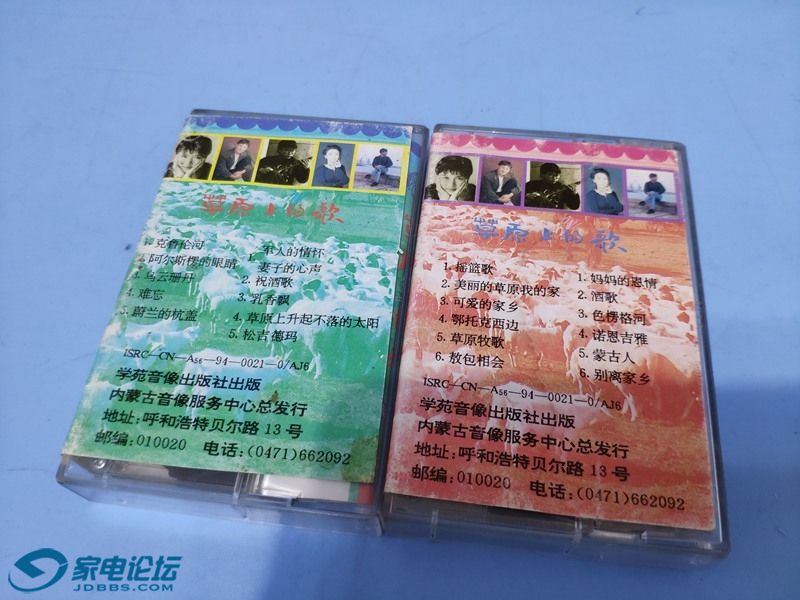 草原上的歌
1. 克鲁伦河
2. 阿尔斯楞的眼睛
3. 乌云珊丹
4. 难忘
5. 蔚兰的杭盖
1. 军人的情怀
妻子的心声
2. 祝酒歌
3. 乳香飘
4. 草原上升起不落的太阳
5. 松吉德玛
ISRC—CN—A56—94—0021—0/AJ6
学苑音像出版社出版
内蒙古音像服务中心总发行
地址:呼和浩特贝尔路13号
邮编:010020 电话:(0471)662092
草原上的歌
1. 摇篮歌
2. 美丽的草原我的家
3. 可爱的家乡
4. 鄂托克西边
5. 草原牧歌
6. 敖包相会
1. 妈妈的恩情
2. 酒歌
3. 色楞格河
4. 诺恩吉雅
5. 蒙古人
6. 别离家乡
ISRC—CN—A56—94—0021—0/AJ6
学苑音像出版社出版
内蒙古音像服务中心总发行
地址:呼和浩特贝尔路13号
邮编:010020 电话:(0471)662092
家电论坛
JDBBS.COM